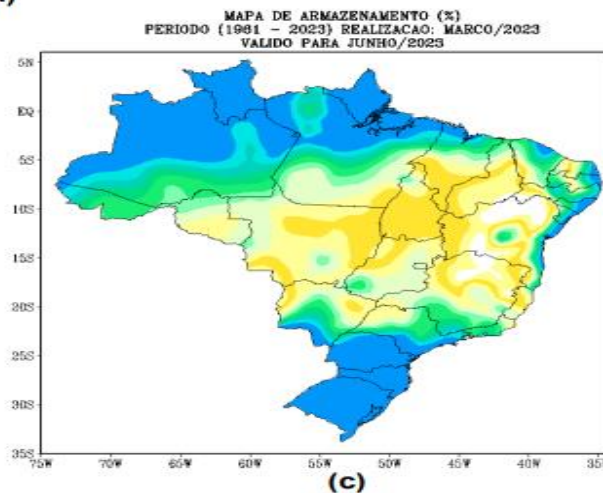 MAPA DE ARMAZENAMENTO (%)
PERIODO (1961 - 2023) REALIZACAO: MARCO/2023
VALIDO PARA JUNHO/2023
5N
EQ
5S
10S
15S
20S
25S
30S
35S
75W 70W 65W 60W 55W 50W 45W 40W 35W
(c)